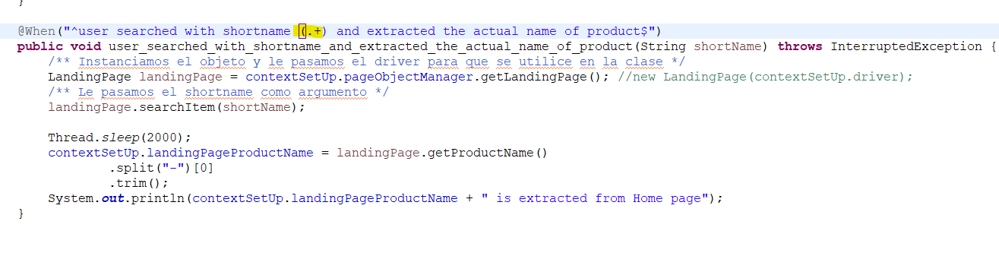 }
@When("^user searched with shortname (.+) and extracted the actual name of product$")
public void user_searched_with_shortname_and_extracted_the_actual_name_of_product(String shortName) throws InterruptedException {
/** Instanciamos el objeto y le pasamos el driver para que se utilice en la clase */
LandingPage landingPage = contextSetUp.pageObjectManager.getLandingPage(); //new LandingPage(contextSetUp.driver);
/** Le pasamos el shortname como argumento */
landingPage.searchItem(shortName);
Thread.sleep(2000);
contextSetUp.landingPageProductName = landingPage.getProductName()
.split("-")[0]
.trim();
System.out.println(contextSetUp.landingPageProductName + " is extracted from Home page");
}